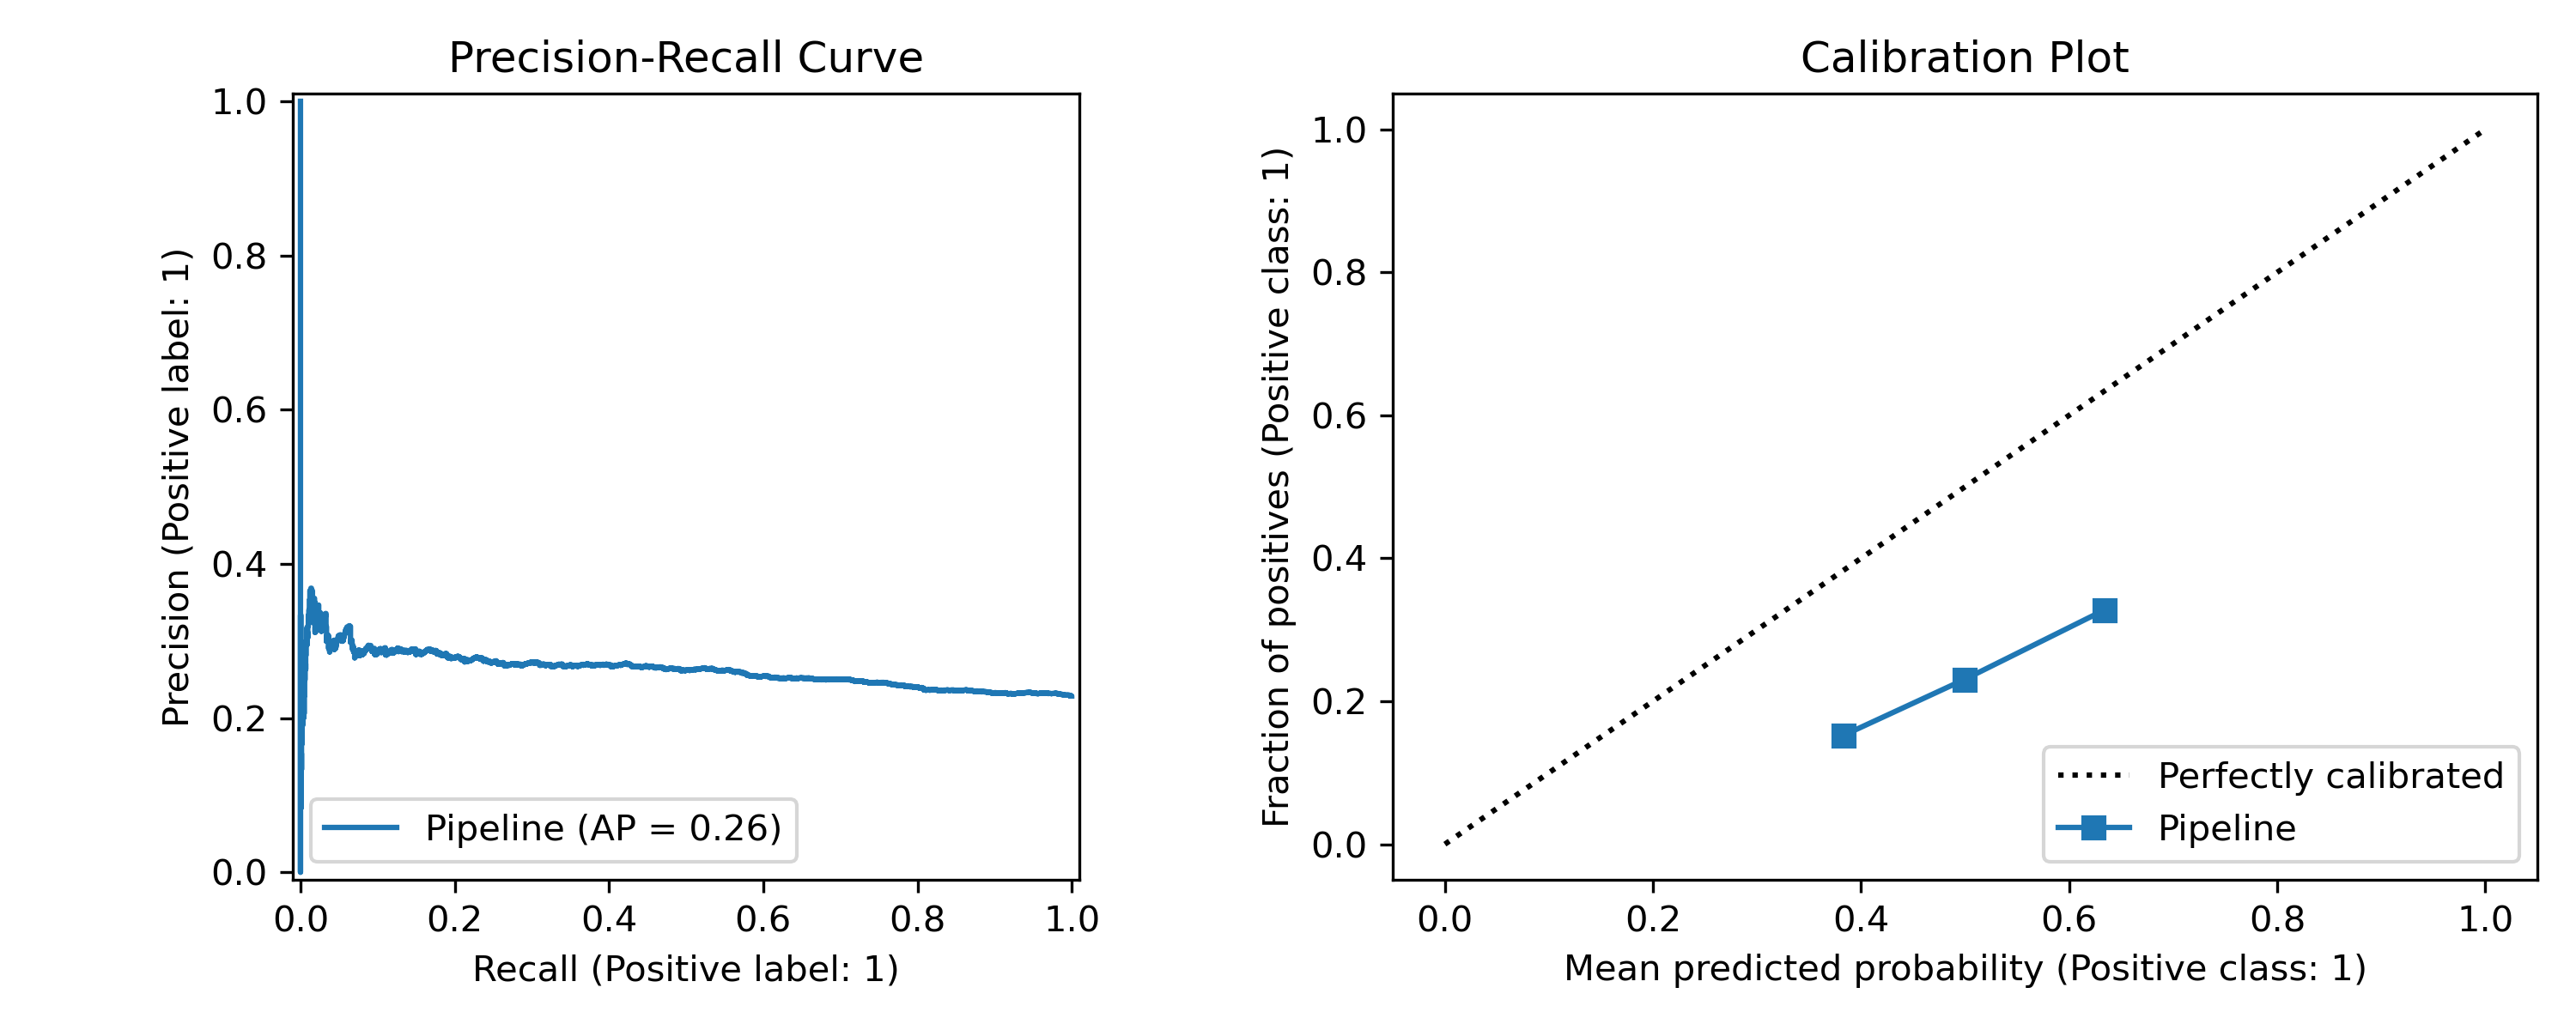 Precision-Recall Curve
1.0
0.8
0.6
0.4
0.2
0.0
Precision (Positive label: 1)
Pipeline (AP = 0.26)
0.0 0.2 0.4 0.6 0.8 1.0
Recall (Positive label: 1)
Calibration Plot
1.0
0.8
0.6
0.4
0.2
0.0
Fraction of positives (Positive class: 1)
Perfectly calibrated
Pipeline
0.0 0.2 0.4 0.6 0.8 1.0
Mean predicted probability (Positive class: 1)